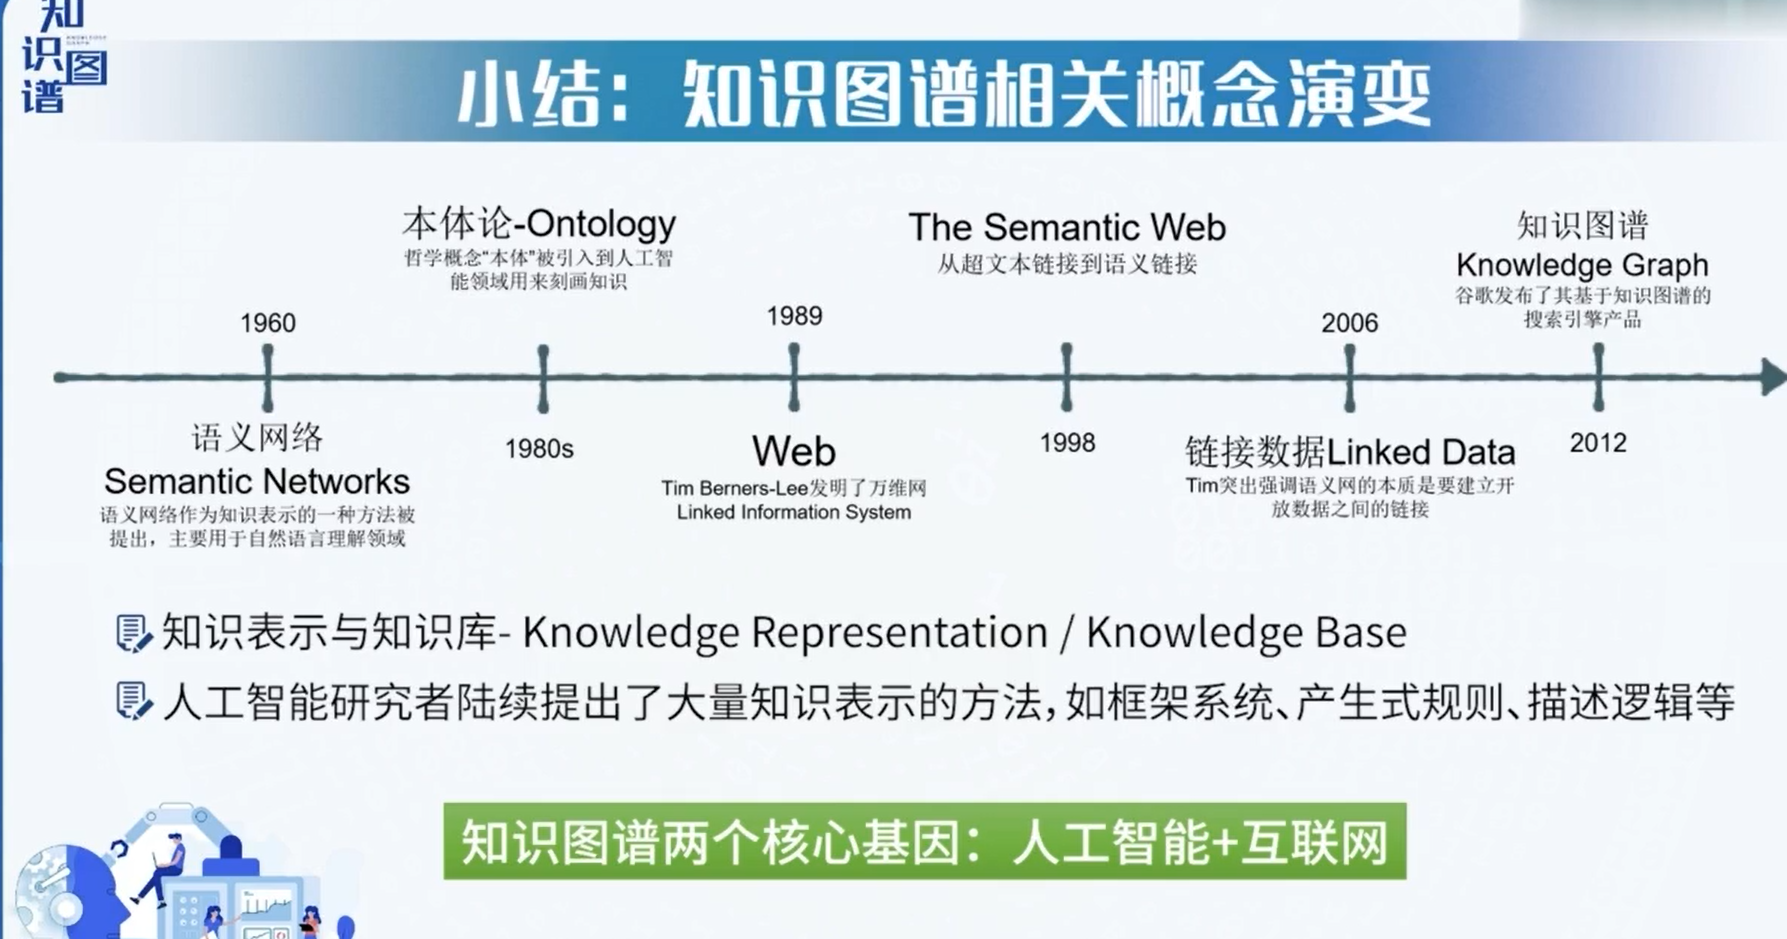 知
识图
谱
小结：知识图谱相关概念演变
本体论-Ontology
哲学概念“本体”被引入到人工智
能领域用来刻画知识
The Semantic Web
从超文本链接到语义链接
知识图谱
Knowledge Graph
谷歌发布了其基于知识图谱的
搜索引擎产品
1960
1989
2006
语义网络
Semantic Networks
语义网络作为知识表示的一种方法被
提出，主要用于自然语言理解领域
1980s
Web
Tim Berners-Lee发明了万维网
Linked Information System
1998
链接数据Linked Data
Tim突出强调语义网的本质是要建立开
放数据之间的链接
2012
知识表示与知识库- Knowledge Representation / Knowledge Base
人工智能研究者陆续提出了大量知识表示的方法，如框架系统、产生式规则、描述逻辑等
知识图谱两个核心基因：人工智能+互联网